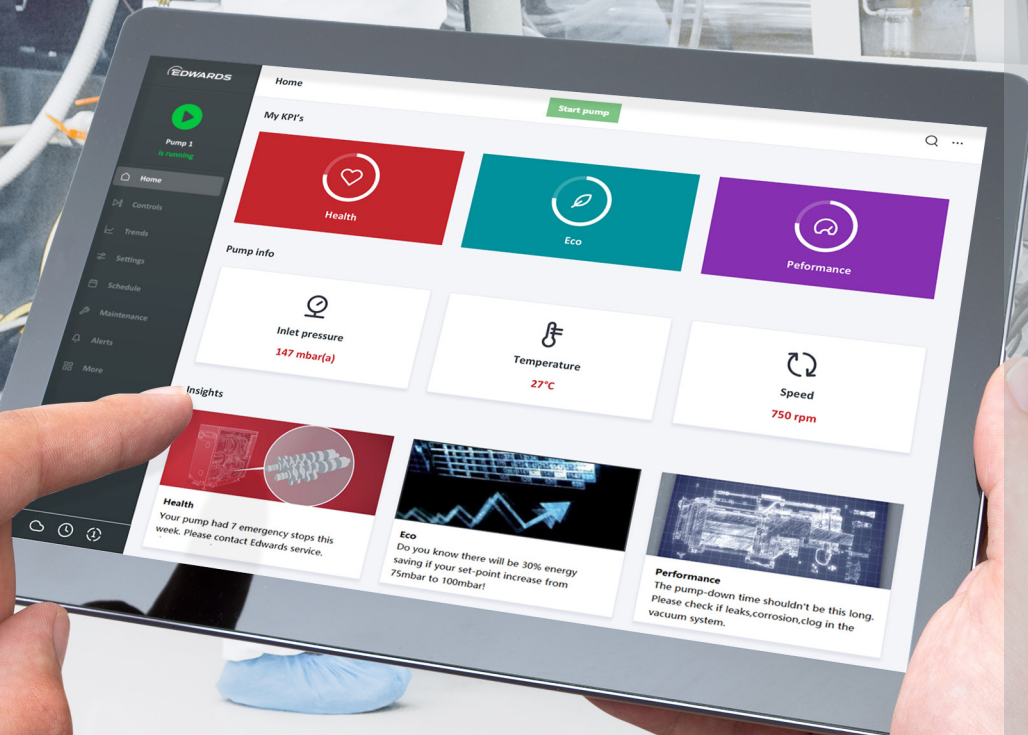 EDWARDS
Home
Start pump
Pump 1
is running
Home
Controls
Trends
Settings
Schedule
Maintenance
Alerts
More
My KPI's
Health
Eco
Peformance
Pump info
Inlet pressure
147 mbar(a)
Temperature
27°C
Speed
750 rpm
Insights
Health
Your pump had 7 emergency stops this
week. Please contact Edwards service.
Eco
Do you know there will be 30% energy
saving if your set-point increase from
75mbar to 100mbar!
Performance
The pump-down time shouldn't be this long.
Please check if leaks,corrosion,clog in the
vacuum system.
1